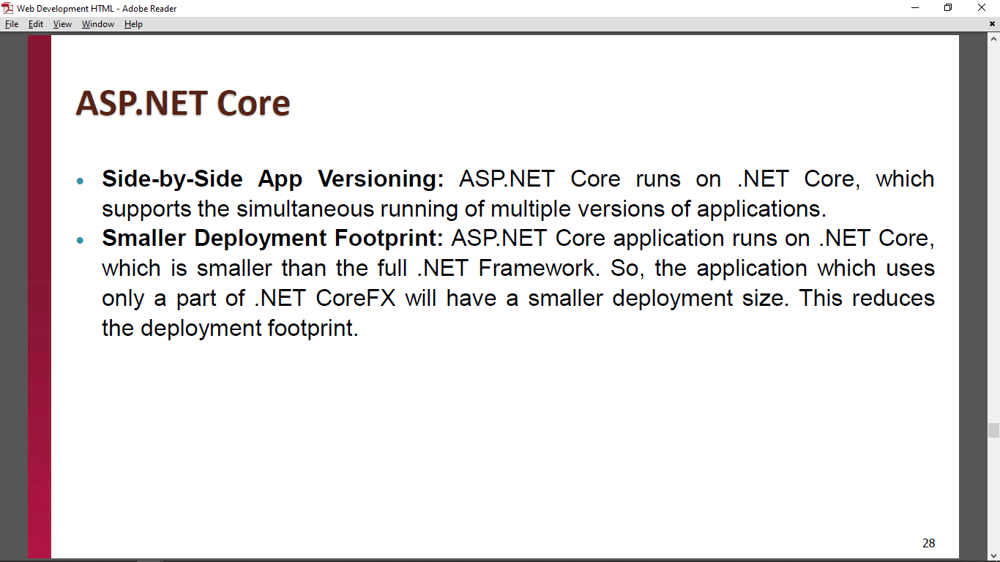 Web Development HTML - Adobe Reader
File Edit View Window Help
ASP.NET Core
• Side-by-Side App Versioning: ASP.NET Core runs on .NET Core, which
supports the simultaneous running of multiple versions of applications.
• Smaller Deployment Footprint: ASP.NET Core application runs on .NET Core,
which is smaller than the full .NET Framework. So, the application which uses
only a part of .NET CoreFX will have a smaller deployment size. This reduces
the deployment footprint.
28